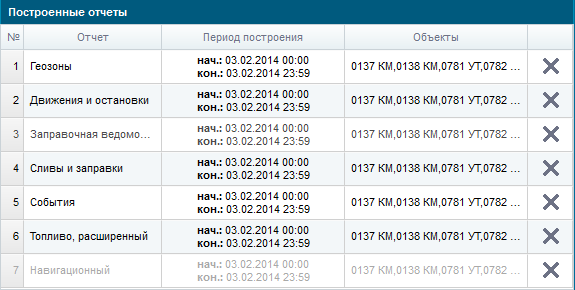 Построенные отчеты
№ Отчет Период построения Объекты
1 Геозоны нач.: 03.02.2014 00:00 0137 КМ,0138 КМ,0781 УТ,0782 ...
кон.: 03.02.2014 23:59
2 Движения и остановки нач.: 03.02.2014 00:00 0137 КМ,0138 КМ,0781 УТ,0782 ...
кон.: 03.02.2014 23:59
3 Заправочная ведомо... нач.: 03.02.2014 00:00 0137 КМ,0138 КМ,0781 УТ,0782 ...
кон.: 03.02.2014 23:59
4 Сливы и заправки нач.: 03.02.2014 00:00 0137 КМ,0138 КМ,0781 УТ,0782 ...
кон.: 03.02.2014 23:59
5 События нач.: 03.02.2014 00:00 0137 КМ,0138 КМ,0781 УТ,0782 ...
кон.: 03.02.2014 23:59
6 Топливо, расширенный нач.: 03.02.2014 00:00 0137 КМ,0138 КМ,0781 УТ,0782 ...
кон.: 03.02.2014 23:59
7 Навигационный нач.: 03.02.2014 00:00 0137 КМ,0138 КМ,0781 УТ,0782 ...
кон.: 03.02.2014 23:59